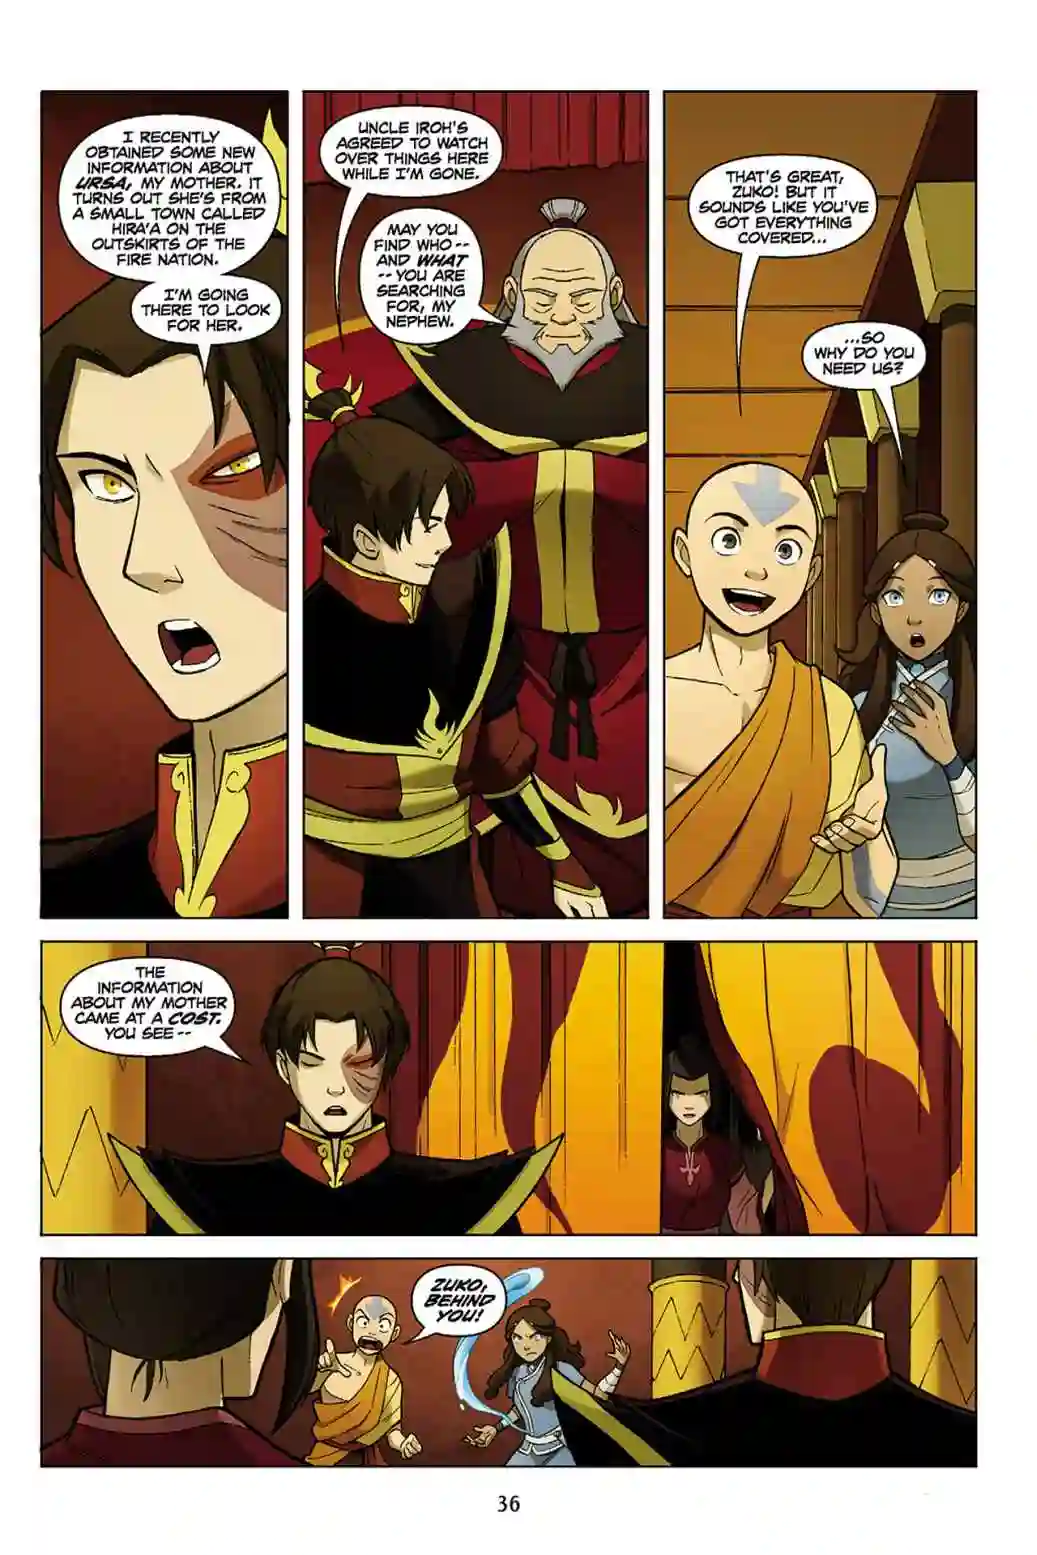 I RECENTLY
OBTAINED SOME NEW
INFORMATION ABOUT
URSA, MY MOTHER. IT
TURNS OUT SHE'S FROM
A SMALL TOWN CALLED
HIRA'A ON THE
OUTSKIRTS OF THE
FIRE NATION.
I'M GOING
THERE TO LOOK
FOR HER.
UNCLE IROH'S
AGREED TO WATCH
OVER THINGS HERE
WHILE I'M GONE.
MAY YOU
FIND WHO --
AND WHAT
-- YOU ARE
SEARCHING
FOR, MY
NEPHEW.
THAT'S GREAT,
ZUKO! BUT IT
SOUNDS LIKE YOU'VE
GOT EVERYTHING
COVERED...
...SO
WHY DO YOU
NEED US?
THE
INFORMATION
ABOUT MY MOTHER
CAME AT A COST.
YOU SEE --
ZUKO,
BEHIND
YOU!
36